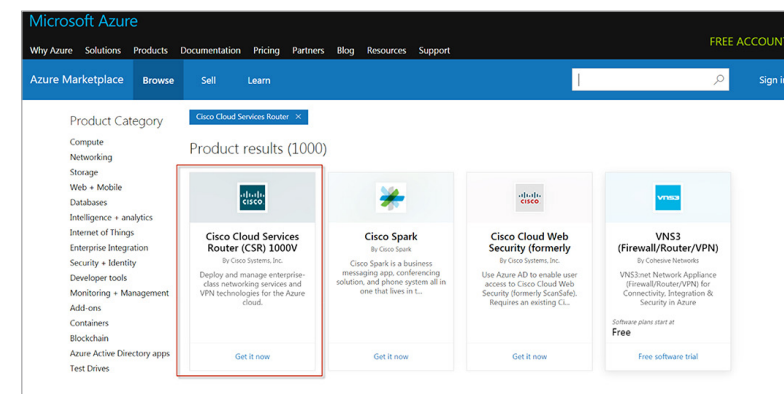 Microsoft Azure
FREE ACCOUNT
Why Azure Solutions Products Documentation Pricing Partners Blog Resources Support
Azure Marketplace Browse Sell Learn
Sign in
Product Category
Cisco Cloud Services Router ×
Compute
Networking
Storage
Web + Mobile
Databases
Intelligence + analytics
Internet of Things
Enterprise Integration
Security + Identity
Developer tools
Monitoring + Management
Add-ons
Containers
Blockchain
Azure Active Directory apps
Test Drives
Product results (1000)
CISCO
Cisco Cloud Services
Router (CSR) 1000V
By Cisco Systems, Inc.
Deploy and manage enterprise-
class networking services and
VPN technologies for the Azure
cloud.
Get it now
Cisco Spark
By Cisco Spark
Cisco Spark is a business
messaging app, conferencing
solution, and phone system all in
one that lives in t...
Get it now
CISCO
Cisco Cloud Web
Security (formerly
By Cisco Systems, Inc.
Use Azure AD to enable user
access to Cisco Cloud Web
Security (formerly ScanSafe).
Requires an existing Ci...
Get it now
VNS3
VNS3
(Firewall/Router/VPN)
By Cohesive Networks
VNS3:net Network Appliance
(Firewall/Router/VPN) for
Connectivity, Integration &
Security in Azure
Software plans start at
Free
Free software trial